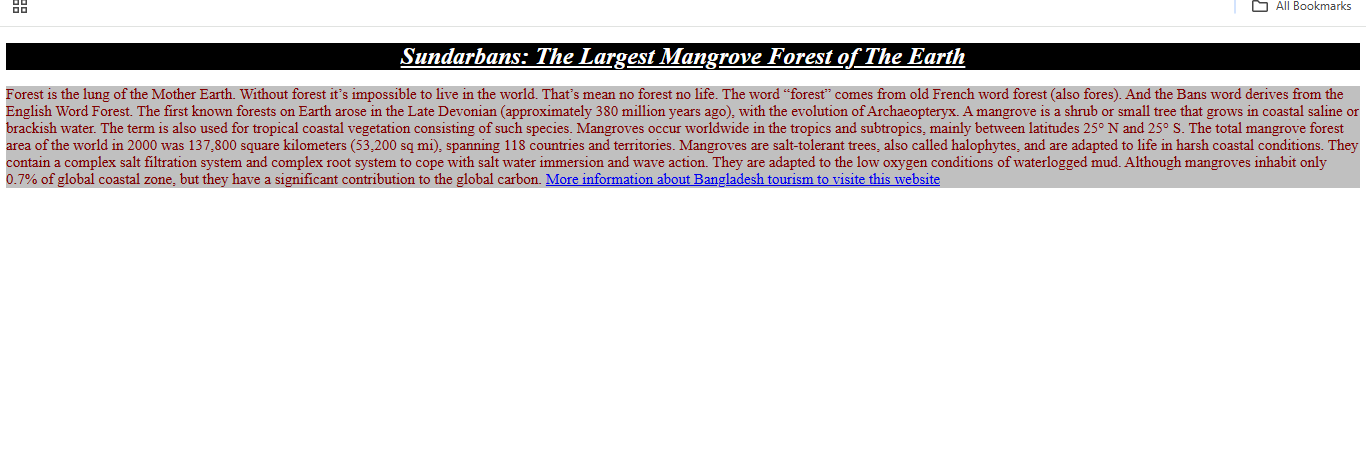 All Bookmarks
Sundarbans: The Largest Mangrove Forest of The Earth
Forest is the lung of the Mother Earth. Without forest it’s impossible to live in the world. That’s mean no forest no life. The word “forest” comes from old French word forest (also fores). And the Bans word derives from the
English Word Forest. The first known forests on Earth arose in the Late Devonian (approximately 380 million years ago), with the evolution of Archaeopteryx. A mangrove is a shrub or small tree that grows in coastal saline or
brackish water. The term is also used for tropical coastal vegetation consisting of such species. Mangroves occur worldwide in the tropics and subtropics, mainly between latitudes 25° N and 25° S. The total mangrove forest
area of the world in 2000 was 137,800 square kilometers (53,200 sq mi), spanning 118 countries and territories. Mangroves are salt-tolerant trees, also called halophytes, and are adapted to life in harsh coastal conditions. They
contain a complex salt filtration system and complex root system to cope with salt water immersion and wave action. They are adapted to the low oxygen conditions of waterlogged mud. Although mangroves inhabit only
0.7% of global coastal zone, but they have a significant contribution to the global carbon. More information about Bangladesh tourism to visite this website